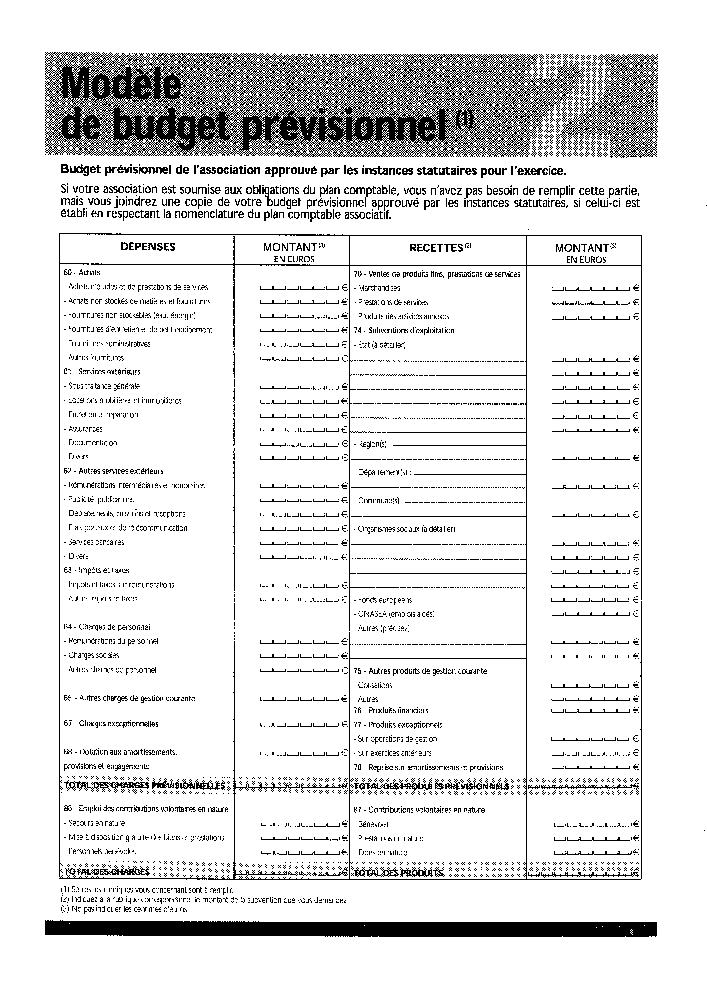 Modèle
de budget prévisionnel (1)
2
Budget prévisionnel de l'association approuvé par les instances statutaires pour l'exercice.
Si votre association est soumise aux obligations du plan comptable, vous n'avez pas besoin de remplir cette partie,
mais vous joindrez une copie de votre budget prévisionnel approuvé par les instances statutaires, si celui-ci est
établi en respectant la nomenclature du plan comptable associatif.
DEPENSES
MONTANT (3)
EN EUROS
RECETTES (2)
MONTANT (3)
EN EUROS
60 - Achats
70 - Ventes de produits finis, prestations de services
- Achats d'études et de prestations de services €
- Marchandises €
- Achats non stockés de matières et fournitures €
- Prestations de services €
- Fournitures non stockables (eau, énergie) €
- Produits des activités annexes €
- Fournitures d'entretien et de petit équipement €
74 - Subventions d'exploitation
- Fournitures administratives €
- État (à détailler) :
- Autres fournitures €
€
61 - Services extérieurs
€
- Sous traitance générale €
€
- Locations mobilières et immobilières €
€
- Entretien et réparation €
€
- Assurances €
€
- Documentation €
- Région(s) :
- Divers €
€
62 - Autres services extérieurs
- Département(s) :
- Rémunérations intermédiaires et honoraires €
€
- Publicité, publications €
- Commune(s) :
- Déplacements, missions et réceptions €
€
- Frais postaux et de télécommunication €
- Organismes sociaux (à détailler) :
- Services bancaires €
€
- Divers €
€
63 - Impôts et taxes
€
- Impôts et taxes sur rémunérations €
€
- Autres impôts et taxes €
- Fonds européens €
- CNASEA (emplois aidés) €
64 - Charges de personnel
- Autres (précisez) :
- Rémunérations du personnel €
€
- Charges sociales €
€
- Autres charges de personnel €
75 - Autres produits de gestion courante
- Cotisations €
65 - Autres charges de gestion courante €
- Autres €
76 - Produits financiers €
67 - Charges exceptionnelles €
77 - Produits exceptionnels
- Sur opérations de gestion €
68 - Dotation aux amortissements, €
- Sur exercices antérieurs €
provisions et engagements
78 - Reprise sur amortissements et provisions €
TOTAL DES CHARGES PRÉVISIONNELLES €
TOTAL DES PRODUITS PRÉVISIONNELS €
86 - Emploi des contributions volontaires en nature
87 - Contributions volontaires en nature
- Secours en nature €
- Bénévolat €
- Mise à disposition gratuite des biens et prestations €
- Prestations en nature €
- Personnels bénévoles €
- Dons en nature €
TOTAL DES CHARGES €
TOTAL DES PRODUITS €
(1) Seules les rubriques vous concernant sont à remplir.
(2) Indiquez à la rubrique correspondante, le montant de la subvention que vous demandez.
(3) Ne pas indiquer les centimes d'euros.
4